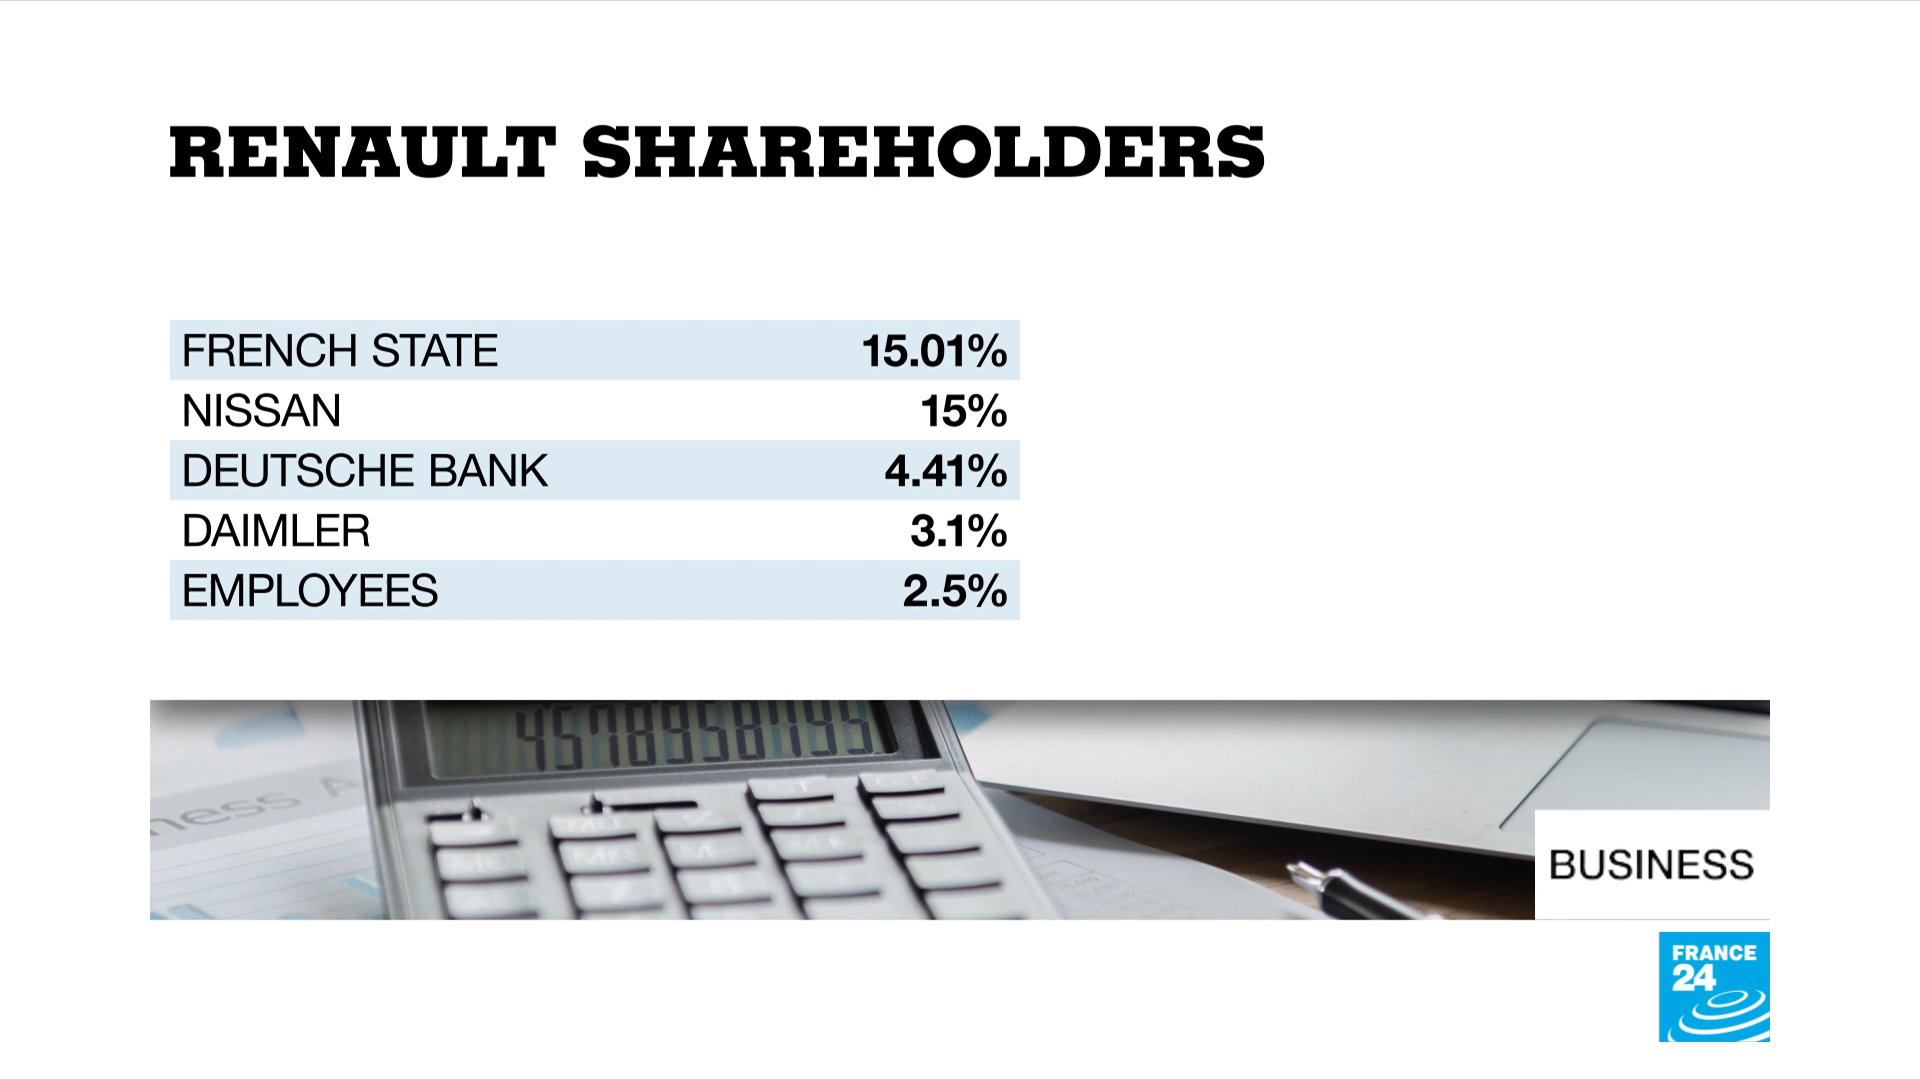 RENAULT SHAREHOLDERS
FRENCH STATE 15.01%
NISSAN 15%
DEUTSCHE BANK 4.41%
DAIMLER 3.1%
EMPLOYEES 2.5%
ness A
BUSINESS
FRANCE
24